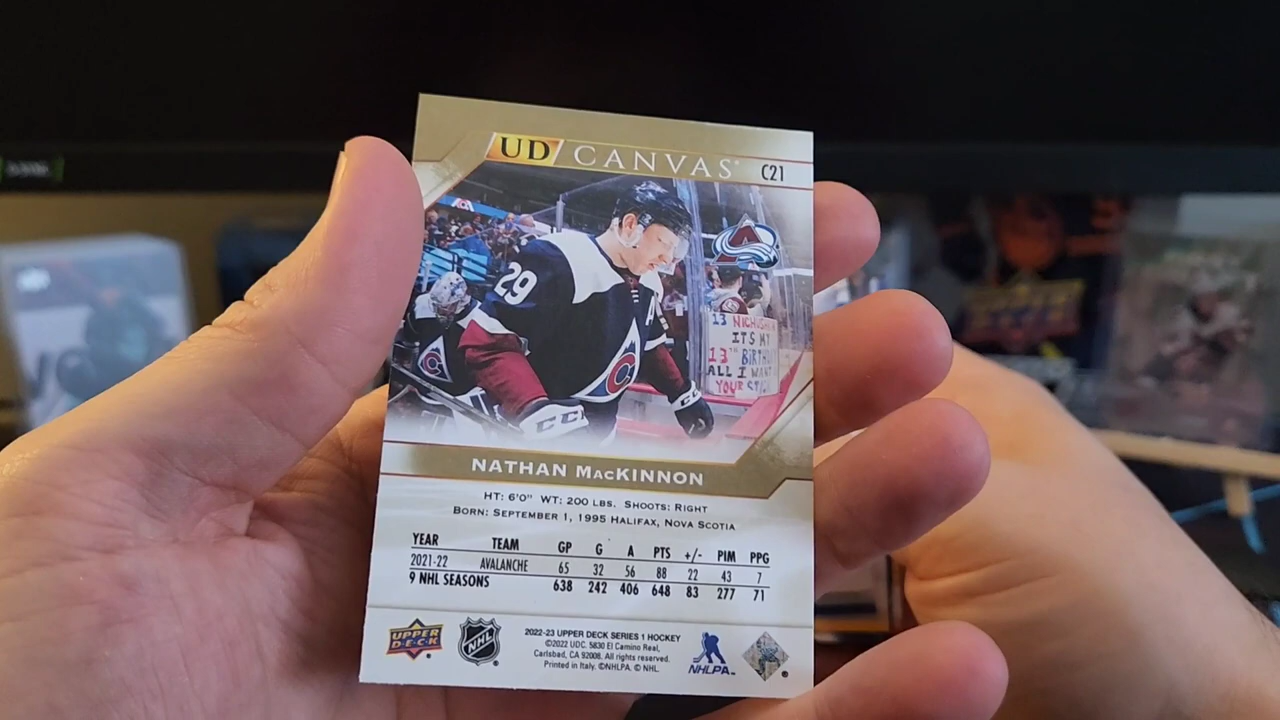 UD CANVAS
C21
29
A
13
IT'S MY
13TH
ALL I WANT
YOUR
CCM
NATHAN MACKINNON
HT: 6'0" WT: 200 LBS. SHOOTS: RIGHT
BORN: SEPTEMBER 1, 1995 HALIFAX, NOVA SCOTIA
YEAR TEAM GP G A PTS +/- PIM PPG
2021-22 AVALANCHE 65 32 56 88 22 43 7
9 NHL SEASONS 638 242 406 648 83 277 71
UPPER
DECK
NHL
2022-23 UPPER DECK SERIES 1 HOCKEY
©2022 UDC. 5830 El Camino Real,
Carlsbad, CA 92008. All rights reserved.
Printed in Italy. ©NHLPA. © NHL.
NHLPA